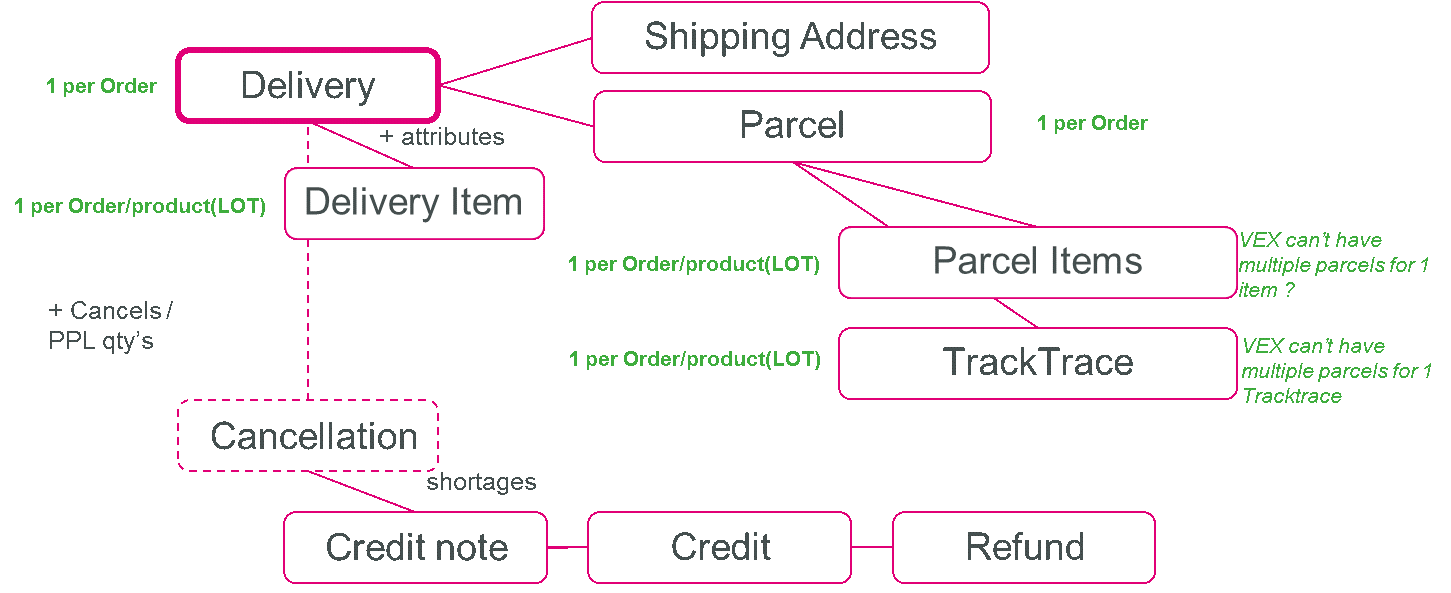 Shipping Address
1 per Order
Delivery
Parcel
1 per Order
+ attributes
1 per Order/product(LOT)
Delivery Item
1 per Order/product(LOT)
Parcel Items
VEX can't have
multiple parcels for 1
item ?
+ Cancels /
PPL qty's
1 per Order/product(LOT)
TrackTrace
VEX can't have
multiple parcels for 1
Tracktrace
Cancellation
shortages
Credit note
Credit
Refund